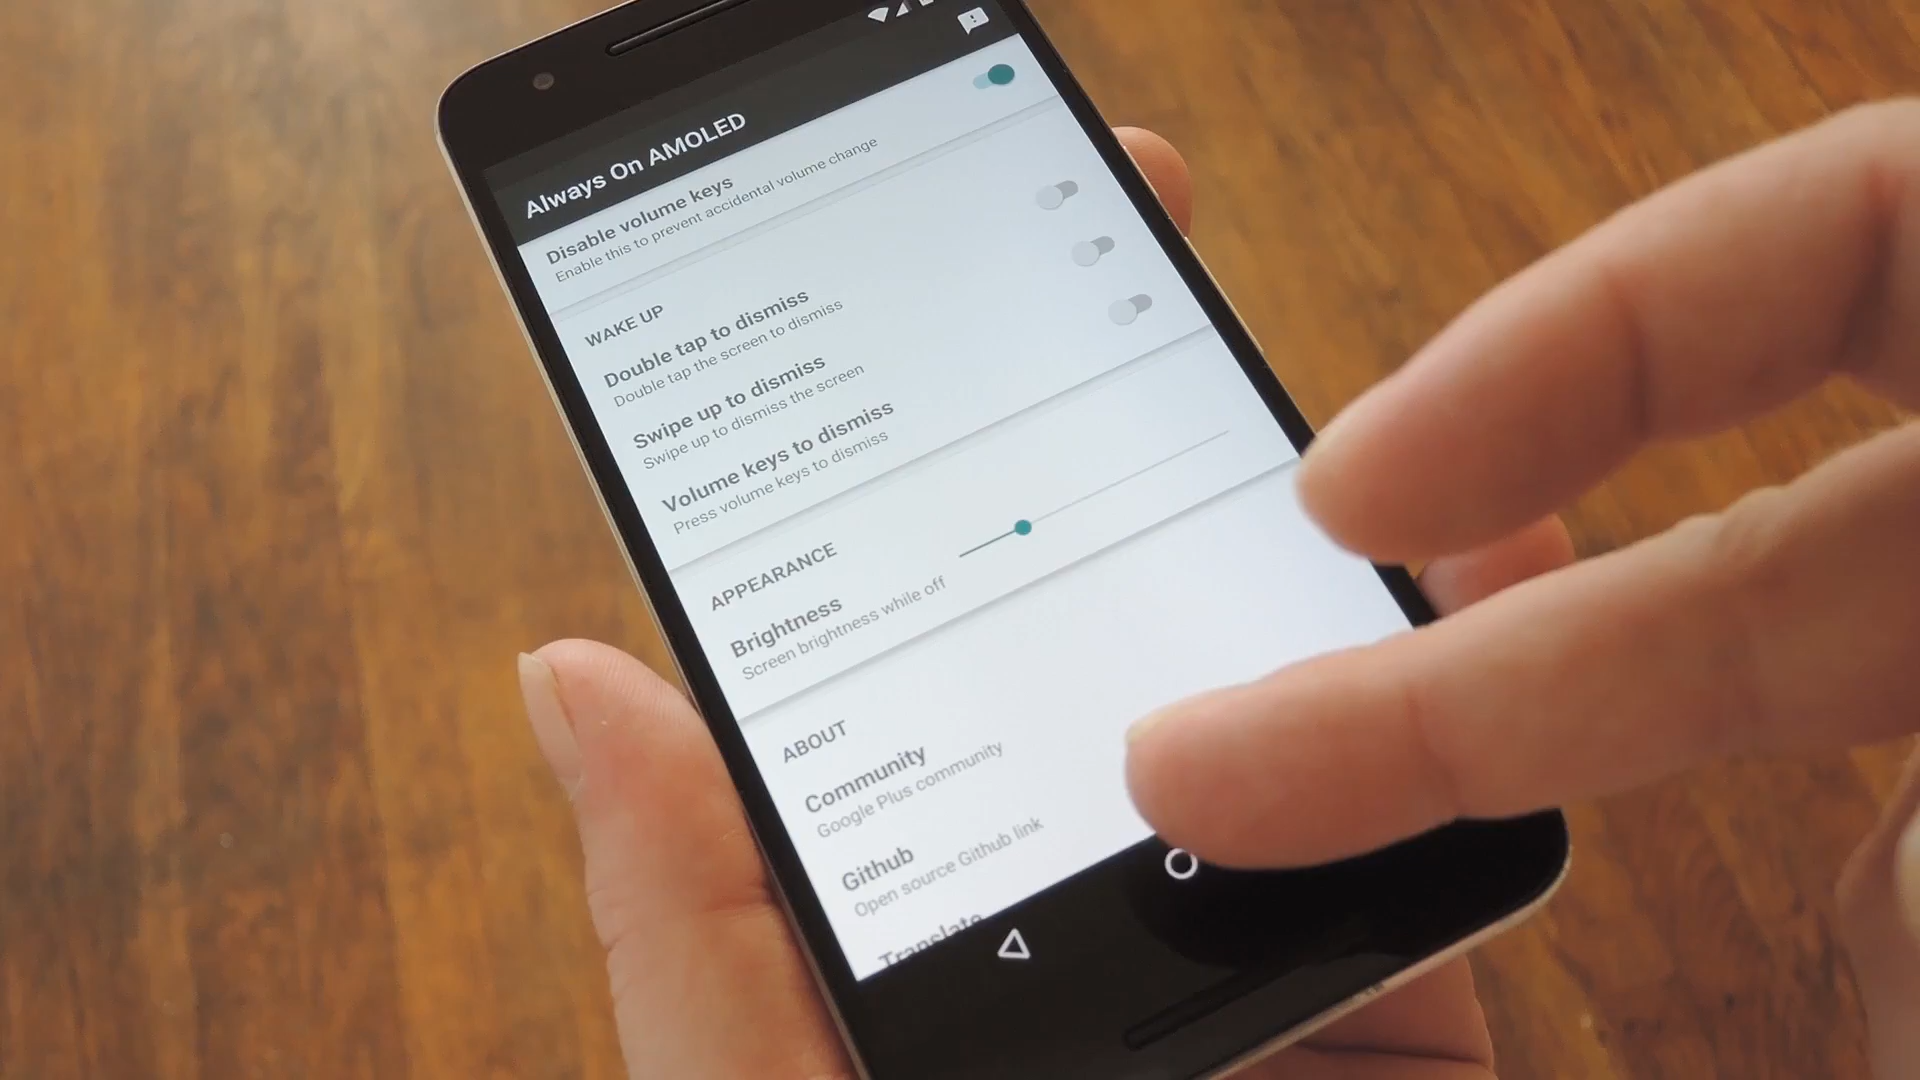 Always On AMOLED
Disable volume keys
Enable this to prevent accidental volume change
WAKE UP
Double tap to dismiss
Double tap the screen to dismiss
Swipe up to dismiss
Swipe up to dismiss the screen
Volume keys to dismiss
Press volume keys to dismiss
APPEARANCE
Brightness
Screen brightness while off
ABOUT
Community
Google Plus community
Github
Open source Github link
Translate